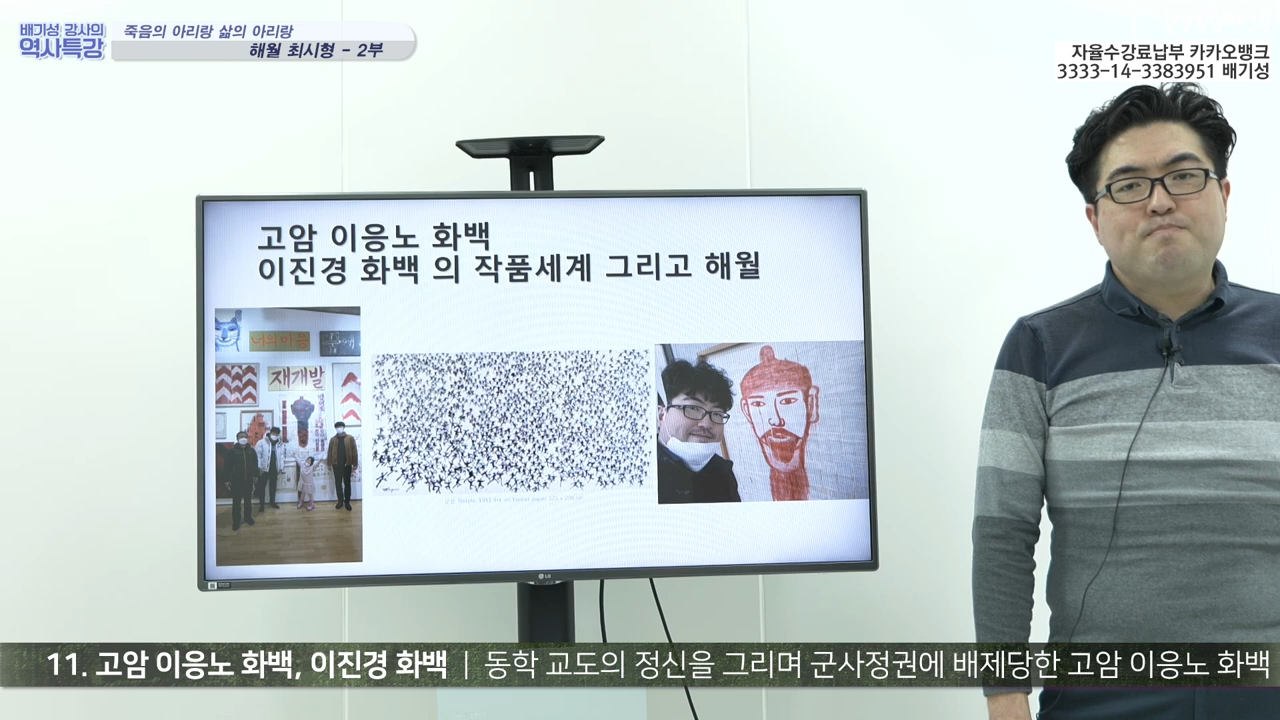 배기성 강사의
역사특강
죽음의 아리랑 삶의 아리랑
해월 최시형 - 2부
자율수강료납부 카카오뱅크
3333-14-3383951 배기성
고암 이응노 화백
이진경 화백 의 작품세계 그리고 해월
너의 이름
재개발
LG
11. 고암 이응노 화백, 이진경 화백 | 동학 교도의 정신을 그리며 군사정권에 배제당한 고암 이응노 화백